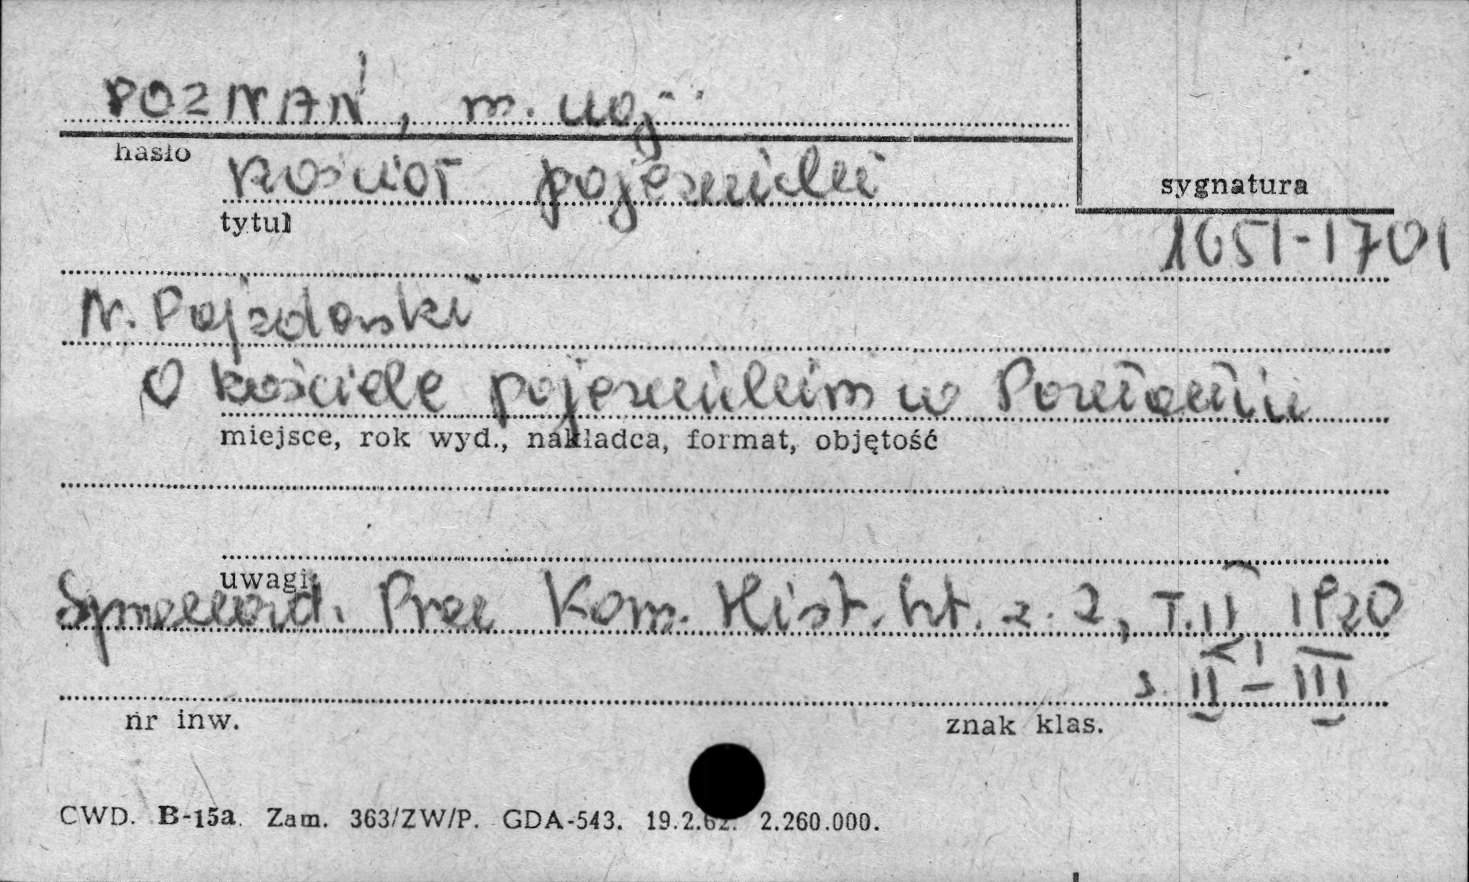 POZNAŃ, m. woj.
hasło
kościół pojezuicki
sygnatura
tytuł
1651-1701
N. Pajzderski
O kościele pojezuickim w Poznaniu
miejsce, rok wyd., nakładca, format, objętość
uwagi:
Sprawozd. Prac Kom. Hist. Szt. z. 2, T. II 1920
s. II - III
nr inw.
znak klas.
CWD. B-15a. Zam. 363/ZW/P. GDA-543. 19.2.62. 2.260.000.